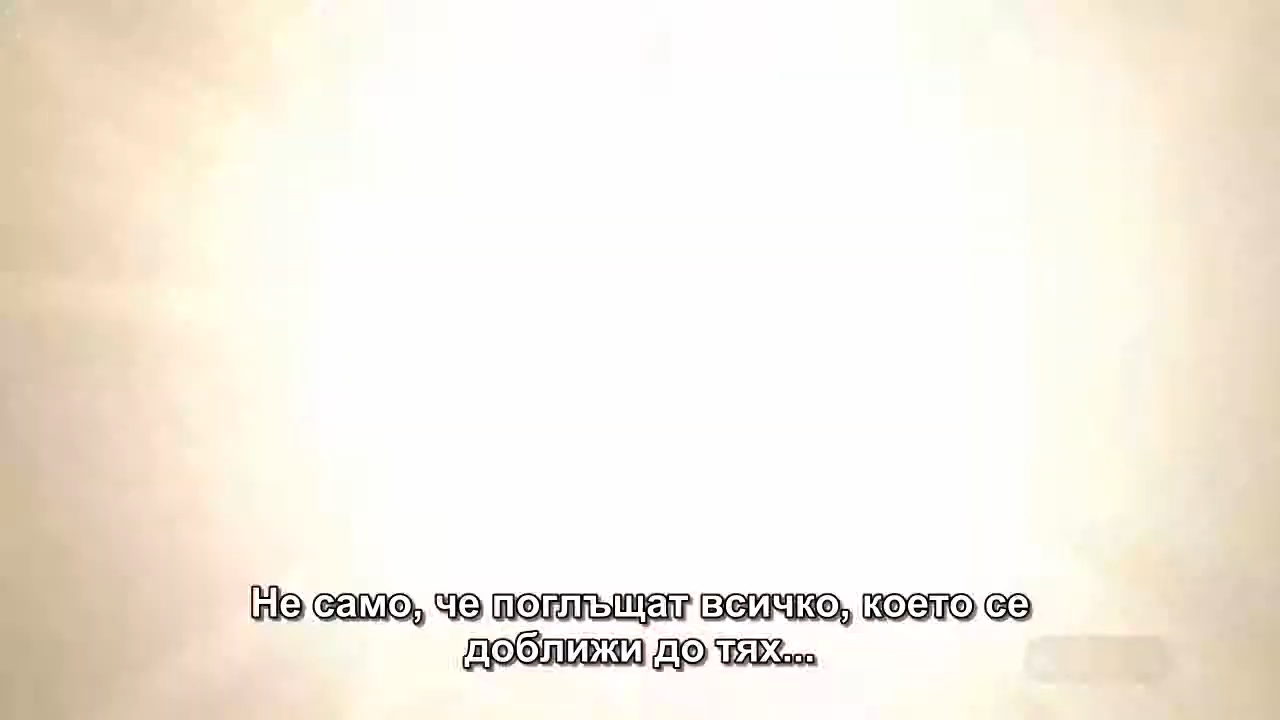 Не само, че поглъщат всичко, което се
доближи до тях...